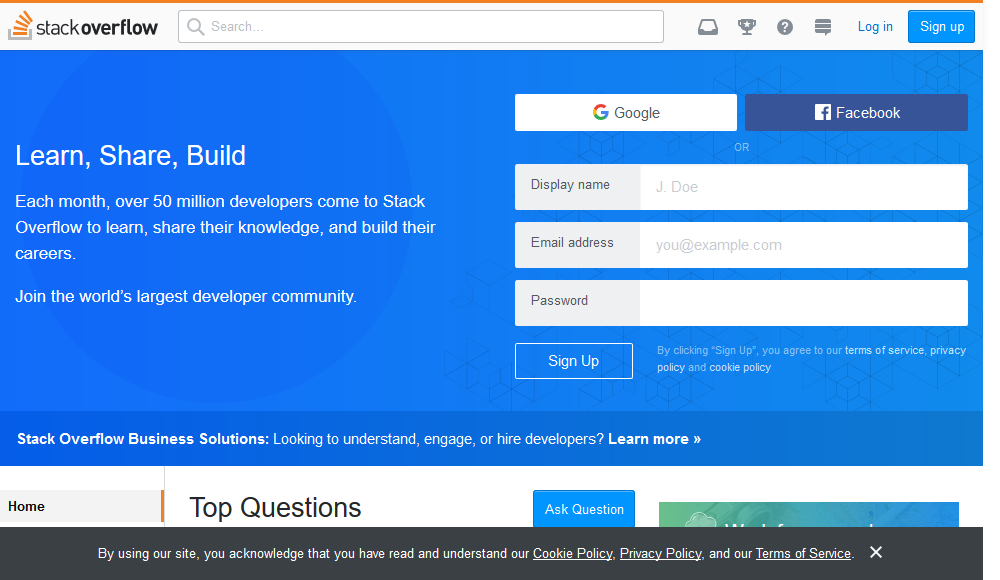 stackoverflow
Search...
Log in
Sign up
Google
Facebook
OR
Learn, Share, Build
Each month, over 50 million developers come to Stack
Overflow to learn, share their knowledge, and build their
careers.
Join the world’s largest developer community.
Display name
J. Doe
Email address
you@example.com
Password
Sign Up
By clicking “Sign Up”, you agree to our terms of service, privacy
policy and cookie policy
Stack Overflow Business Solutions: Looking to understand, engage, or hire developers? Learn more »
Home
Top Questions
Ask Question
By using our site, you acknowledge that you have read and understand our Cookie Policy, Privacy Policy, and our Terms of Service.